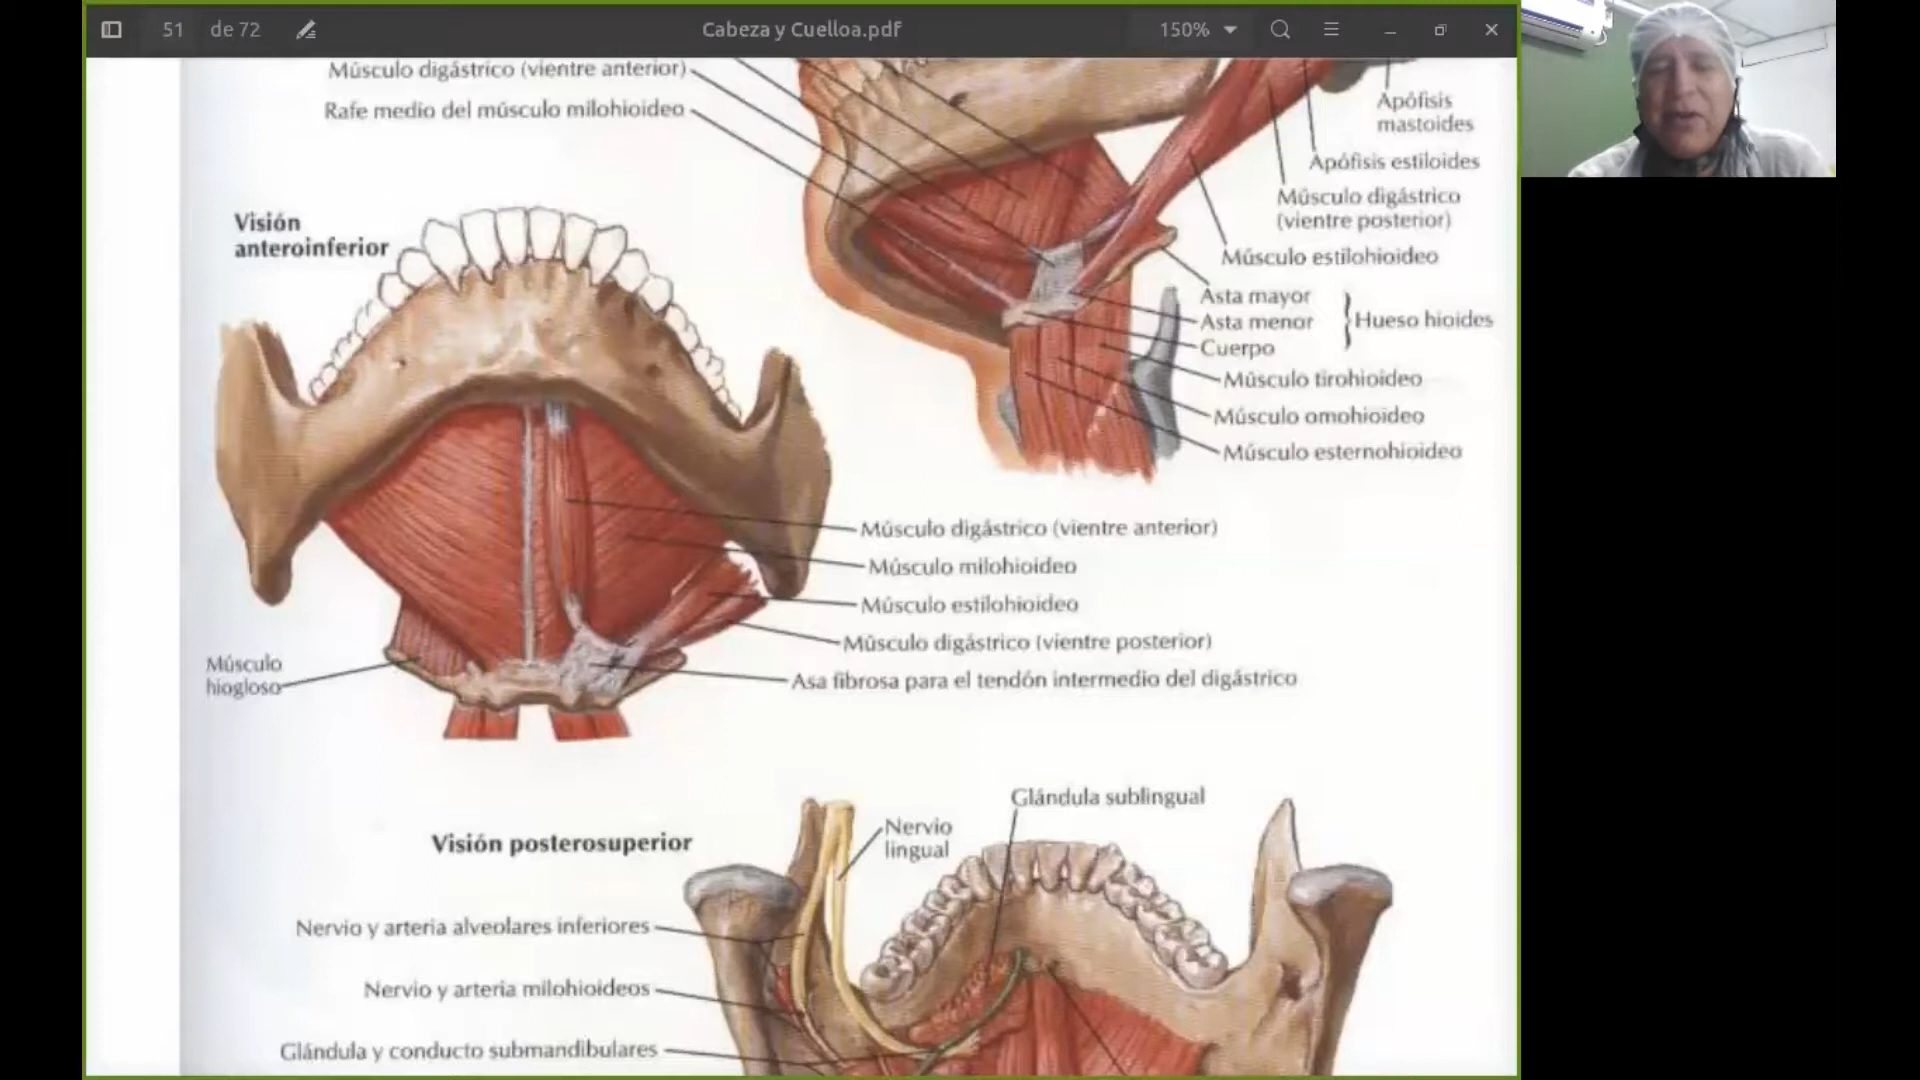 51 de 72
Cabeza y Cuelloa.pdf
150%
Músculo digástrico (vientre anterior)
Rafe medio del músculo milohioideo
Apófisis
mastoides
Apófisis estiloides
Músculo digástrico
(vientre posterior)
Músculo estilohioideo
Asta mayor
Asta menor
Cuerpo
Hueso hioides
Músculo tirohioideo
Músculo omohioideo
Músculo esternohioideo
Visión
anteroinferior
Músculo digástrico (vientre anterior)
Músculo milohioideo
Músculo estilohioideo
Músculo digástrico (vientre posterior)
Asa fibrosa para el tendón intermedio del digástrico
Músculo
hiogloso
Visión posterosuperior
Glándula sublingual
Nervio
lingual
Nervio y arteria alveolares inferiores
Nervio y arteria milohioideos
Glándula y conducto submandibulares